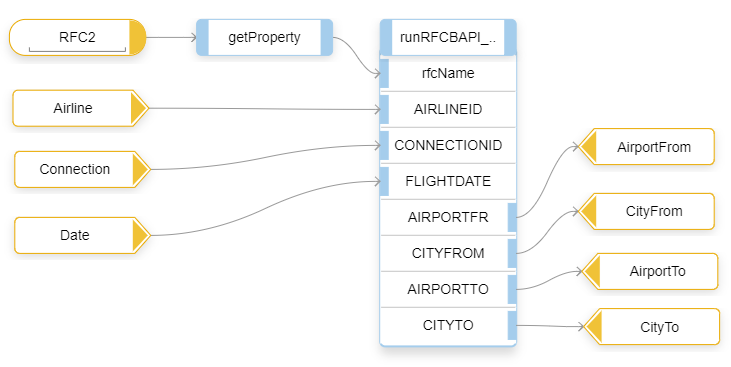 RFC2
getProperty
runRFCBAPI_..
rfcName
Airline
AIRLINEID
Connection
CONNECTIONID
FLIGHTDATE
Date
AIRPORTFR
CITYFROM
AIRPORTTO
CITYTO
AirportFrom
CityFrom
AirportTo
CityTo